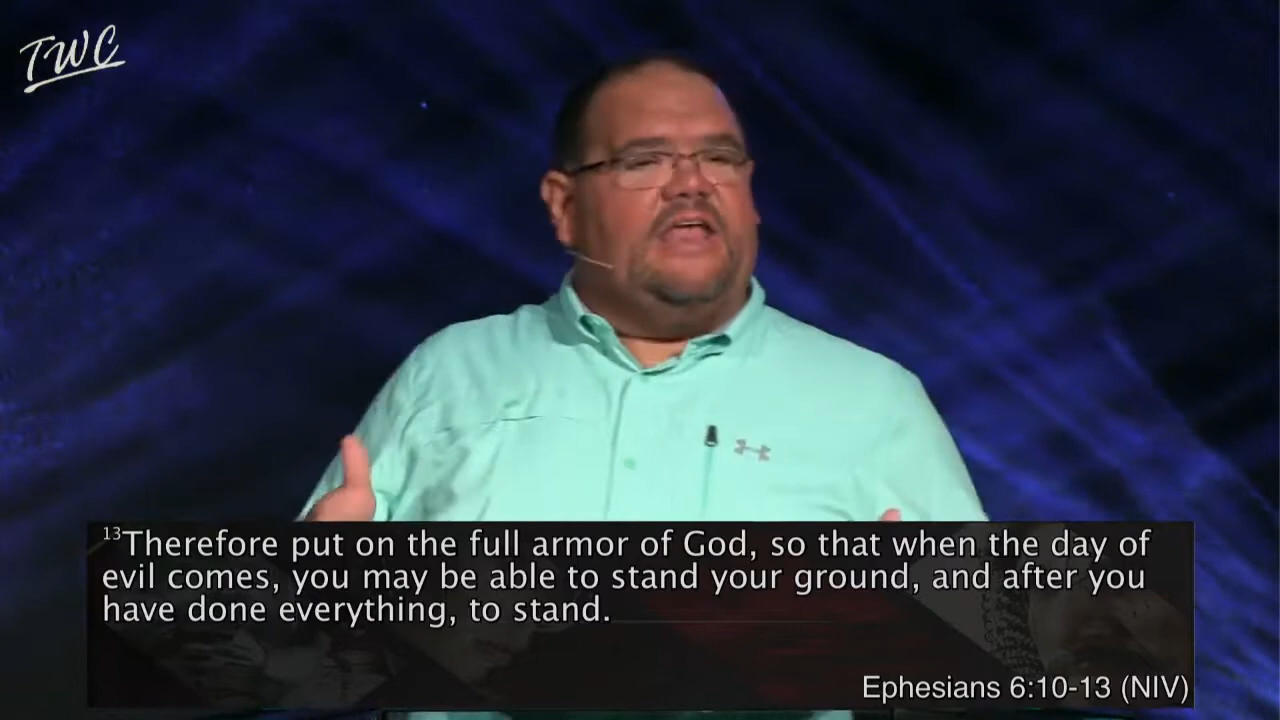 TWC
¹³Therefore put on the full armor of God, so that when the day of
evil comes, you may be able to stand your ground, and after you
have done everything, to stand.
Ephesians 6:10-13 (NIV)